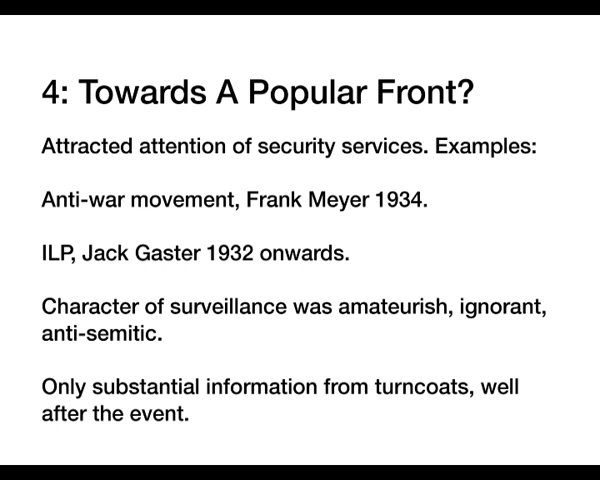 4: Towards A Popular Front?
Attracted attention of security services. Examples:
Anti-war movement, Frank Meyer 1934.
ILP, Jack Gaster 1932 onwards.
Character of surveillance was amateurish, ignorant,
anti-semitic.
Only substantial information from turncoats, well
after the event.